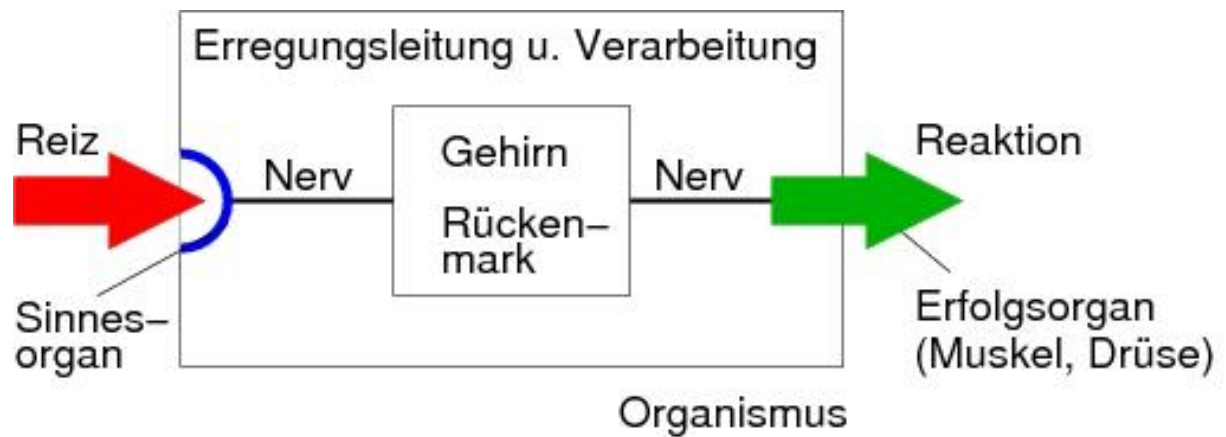 Erregungsleitung u. Verarbeitung
Reiz
Nerv
Gehirn
Rücken-
mark
Nerv
Reaktion
Sinnes-
organ
Erfolgsorgan
(Muskel, Drüse)
Organismus